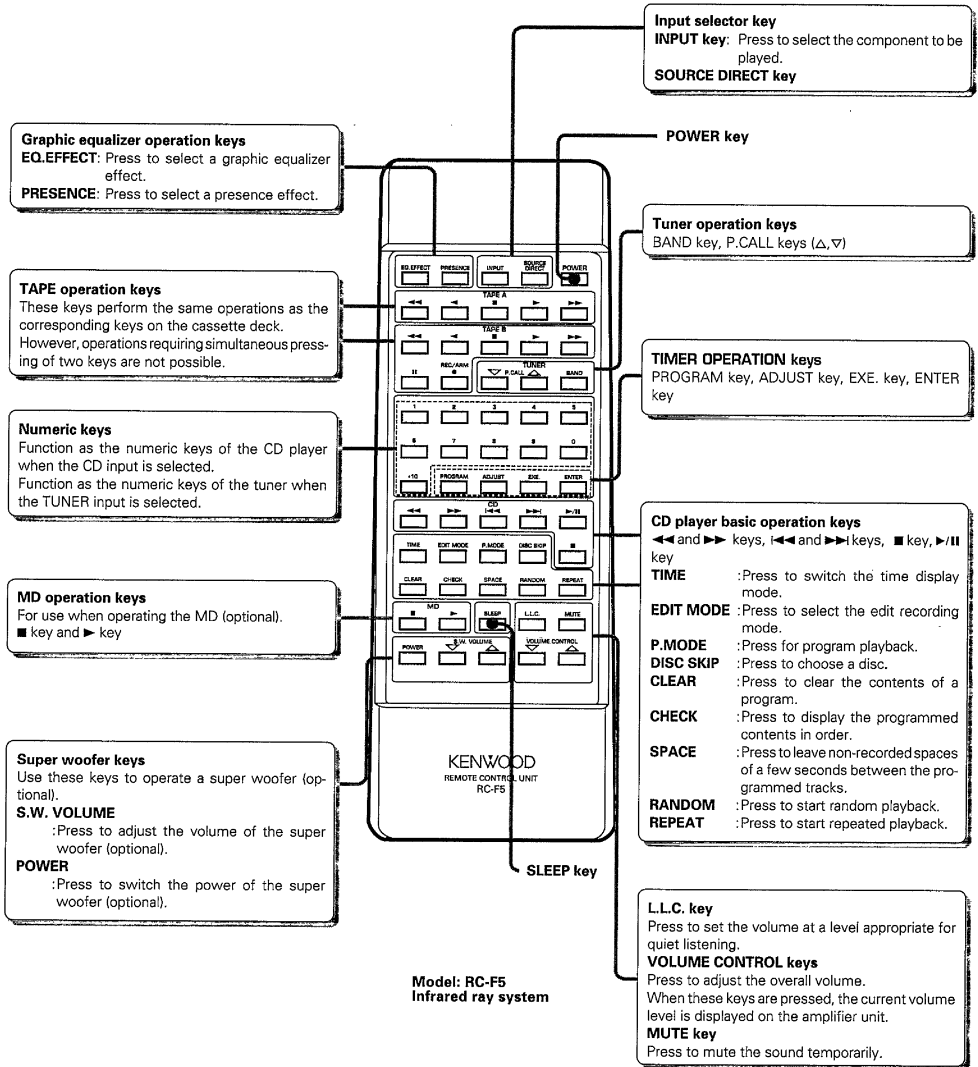 Input selector key
INPUT key: Press to select the component to be
played.
SOURCE DIRECT key
POWER key
Graphic equalizer operation keys
EQ.EFFECT: Press to select a graphic equalizer
effect.
PRESENCE: Press to select a presence effect.
Tuner operation keys
BAND key, P.CALL keys (△,▽)
TAPE operation keys
These keys perform the same operations as the
corresponding keys on the cassette deck.
However, operations requiring simultaneous press-
ing of two keys are not possible.
TIMER OPERATION keys
PROGRAM key, ADJUST key, EXE. key, ENTER
key
Numeric keys
Function as the numeric keys of the CD player
when the CD input is selected.
Function as the numeric keys of the tuner when
the TUNER input is selected.
CD player basic operation keys
◄◄ and ►► keys, I◄◄ and ►►I keys, ■ key, ►/II
key
TIME :Press to switch the time display
mode.
EDIT MODE :Press to select the edit recording
mode.
P.MODE :Press for program playback.
DISC SKIP :Press to choose a disc.
CLEAR :Press to clear the contents of a
program.
CHECK :Press to display the programmed
contents in order.
SPACE :Press to leave non-recorded spaces
of a few seconds between the pro-
grammed tracks.
RANDOM :Press to start random playback.
REPEAT :Press to start repeated playback.
MD operation keys
For use when operating the MD (optional).
■ key and ► key
Super woofer keys
Use these keys to operate a super woofer (op-
tional).
S.W. VOLUME
:Press to adjust the volume of the super
woofer (optional).
POWER
:Press to switch the power of the super
woofer (optional).
SLEEP key
L.L.C. key
Press to set the volume at a level appropriate for
quiet listening.
VOLUME CONTROL keys
Press to adjust the overall volume.
When these keys are pressed, the current volume
level is displayed on the amplifier unit.
MUTE key
Press to mute the sound temporarily.
Model: RC-F5
Infrared ray system
EQ.EFFECT PRESENCE INPUT SOURCE DIRECT POWER
TAPE A
◄◄ ◄ ■ ► ►►
TAPE B
◄◄ ◄ ■ ► ►►
TUNER
II REC/ARM ● ▽ P.CALL △ BAND
1 2 3 4 5
6 7 8 9 0
+10 PROGRAM ADJUST EXE. ENTER
CD
◄◄ ►► I◄◄ ►►I ►/II
TIME EDIT MODE P.MODE DISC SKIP ■
CLEAR CHECK SPACE RANDOM REPEAT
MD
■ ► SLEEP L.L.C. MUTE
POWER S.W. VOLUME ▽ △ VOLUME CONTROL ▽ △
KENWOOD
REMOTE CONTROL UNIT
RC-F5